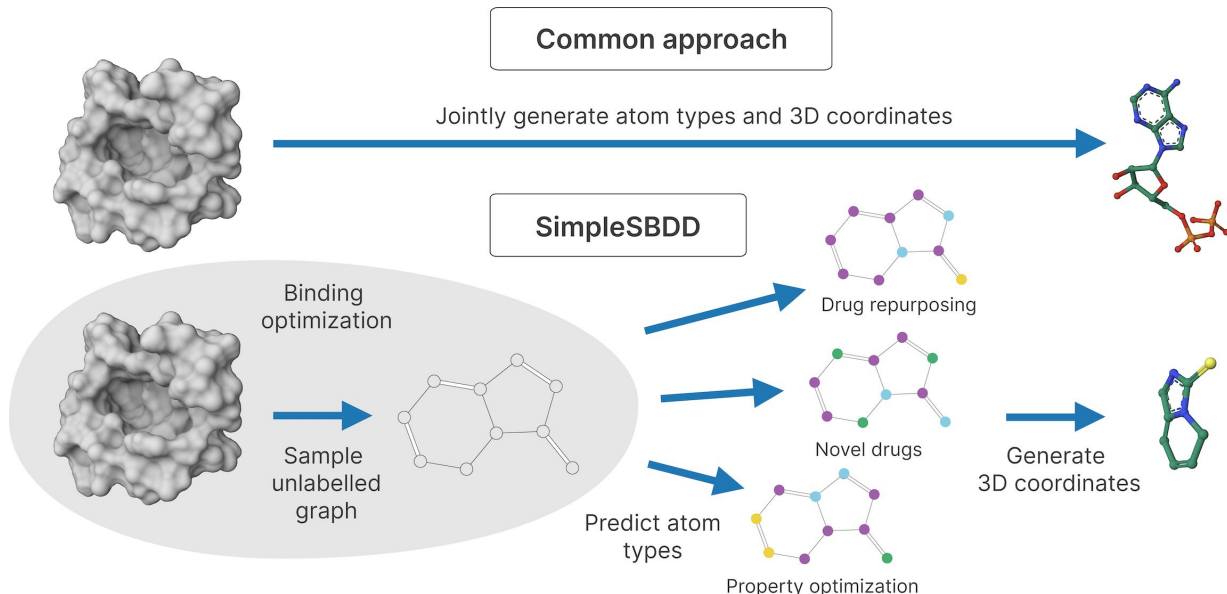 Common approach
Jointly generate atom types and 3D coordinates
SimpleSBDD
Binding
optimization
Sample
unlabelled
graph
Predict atom
types
Drug repurposing
Novel drugs
Property optimization
Generate
3D coordinates